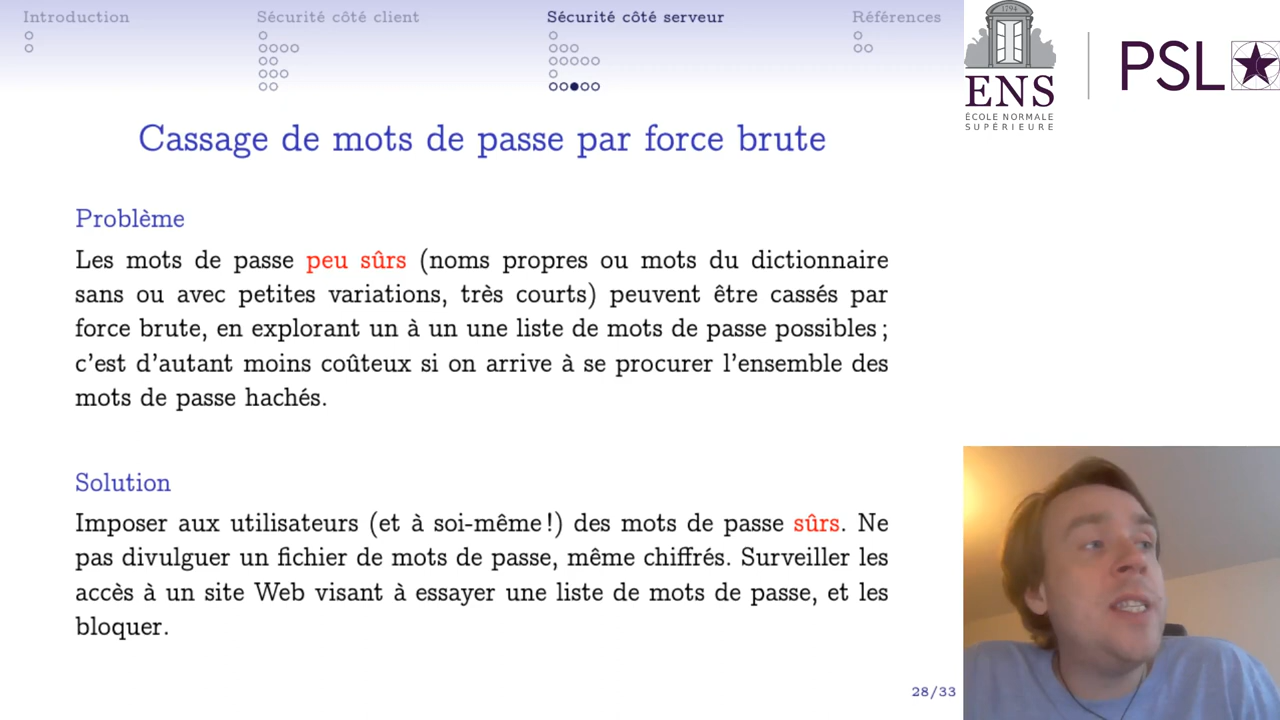 Introduction
Sécurité côté client
Sécurité côté serveur
Références
1794
ENS
ÉCOLE NORMALE
SUPÉRIEURE
PSL
Cassage de mots de passe par force brute
Problème
Les mots de passe peu sûrs (noms propres ou mots du dictionnaire
sans ou avec petites variations, très courts) peuvent être cassés par
force brute, en explorant un à un une liste de mots de passe possibles ;
c’est d’autant moins coûteux si on arrive à se procurer l’ensemble des
mots de passe hachés.
Solution
Imposer aux utilisateurs (et à soi-même !) des mots de passe sûrs. Ne
pas divulguer un fichier de mots de passe, même chiffrés. Surveiller les
accès à un site Web visant à essayer une liste de mots de passe, et les
bloquer.
28/33